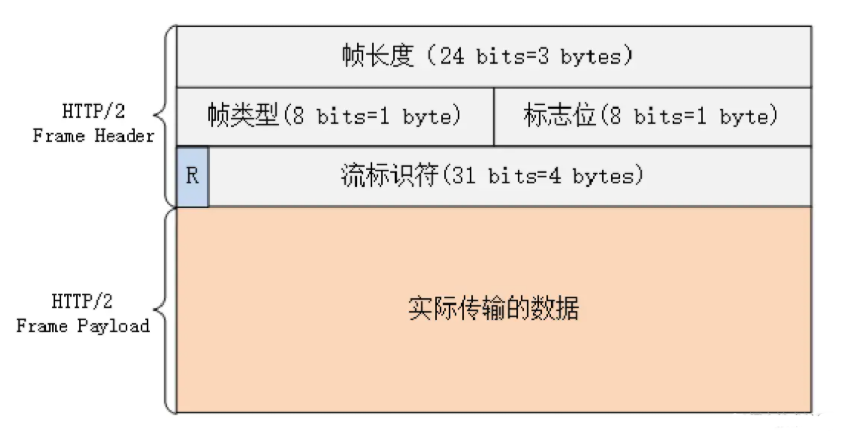 帧长度（24 bits=3 bytes)
HTTP/2
Frame Header
帧类型(8 bits=1 byte)
标志位(8 bits=1 byte)
R
流标识符(31 bits=4 bytes)
HTTP/2
Frame Payload
实际传输的数据